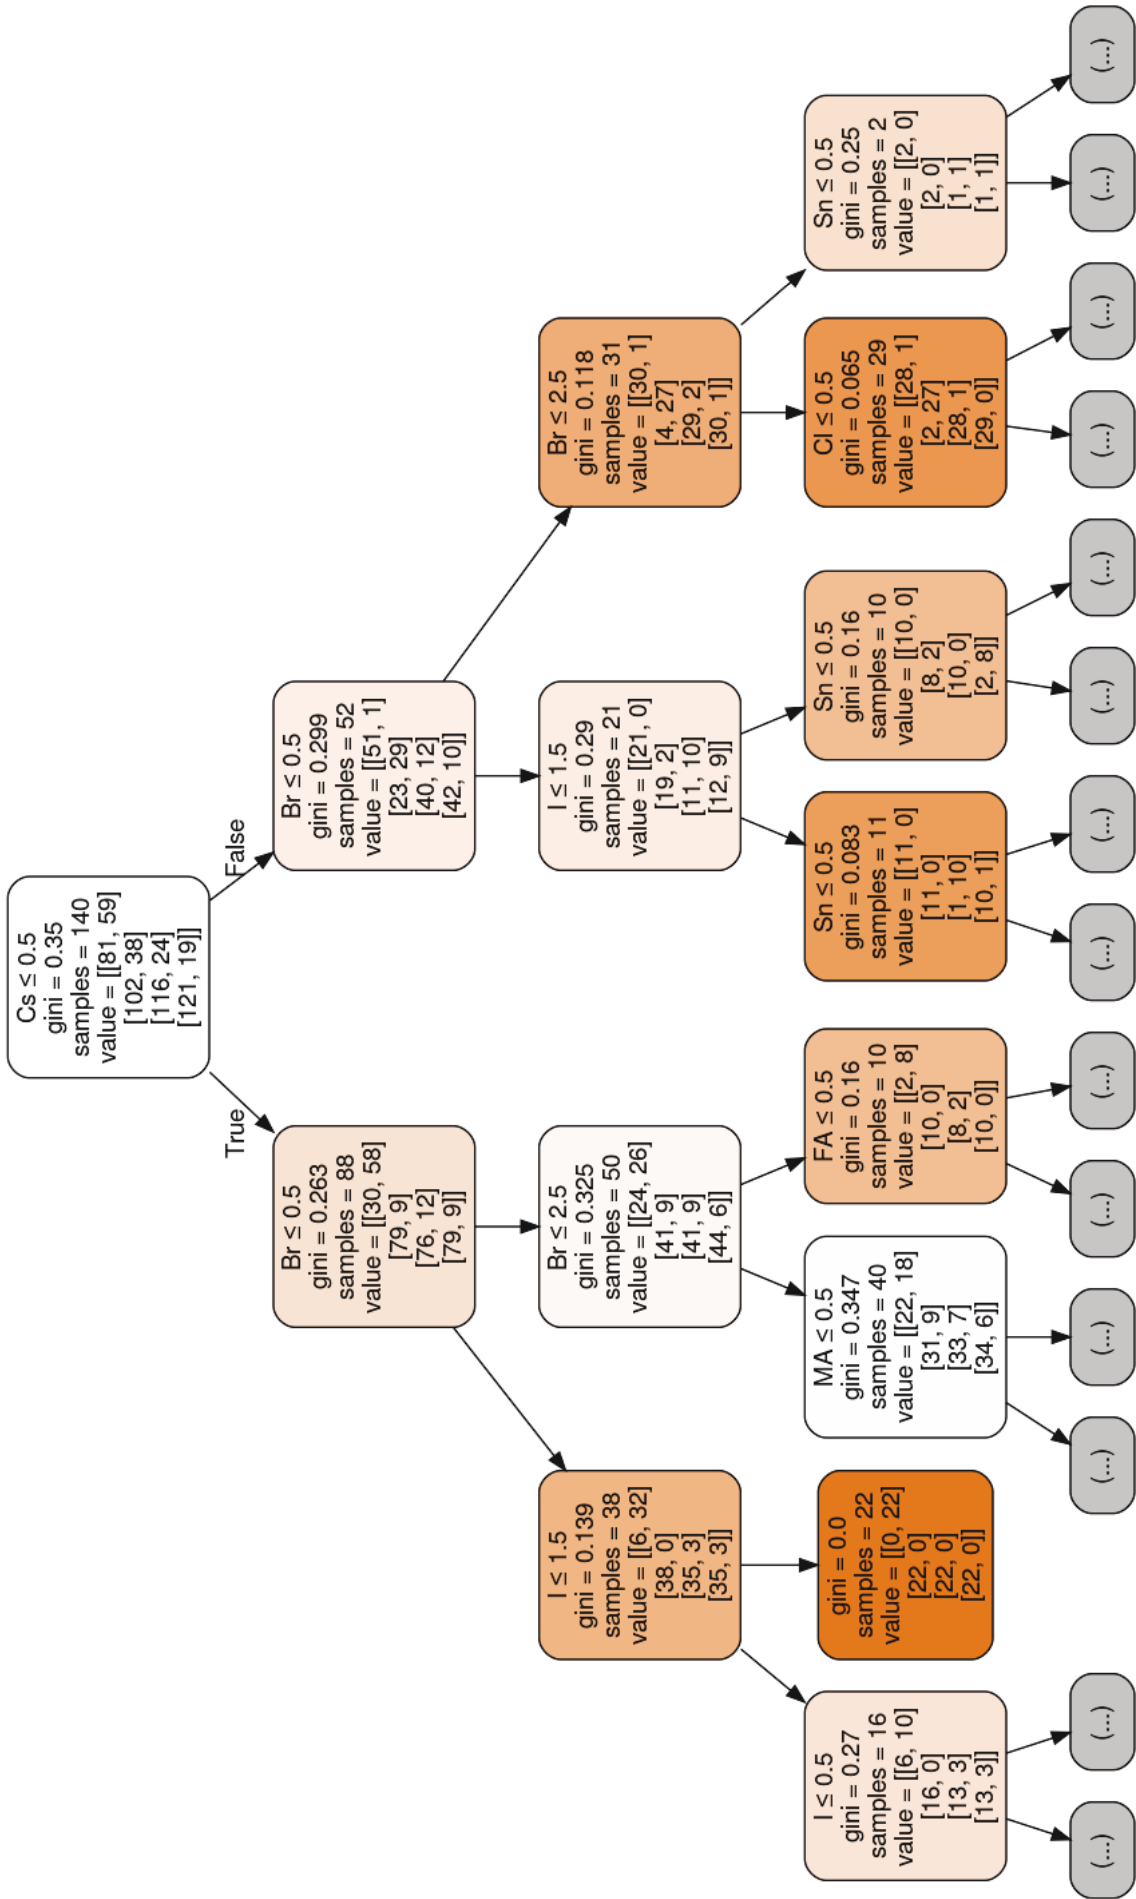 Cs ≤ 0.5
gini = 0.35
samples = 140
value = [[81, 59]
[102, 38]
[116, 24]
[121, 19]]
True
False
Br ≤ 0.5
gini = 0.263
samples = 88
value = [[30, 58]
[79, 9]
[76, 12]
[79, 9]]
Br ≤ 0.5
gini = 0.299
samples = 52
value = [[51, 1]
[23, 29]
[40, 12]
[42, 10]]
I ≤ 1.5
gini = 0.139
samples = 38
value = [[6, 32]
[38, 0]
[35, 3]
[35, 3]]
Br ≤ 2.5
gini = 0.325
samples = 50
value = [[24, 26]
[41, 9]
[41, 9]
[44, 6]]
I ≤ 1.5
gini = 0.29
samples = 21
value = [[21, 0]
[19, 2]
[11, 10]
[12, 9]]
Br ≤ 2.5
gini = 0.118
samples = 31
value = [[30, 1]
[4, 27]
[29, 2]
[30, 1]]
I ≤ 0.5
gini = 0.27
samples = 16
value = [[6, 10]
[16, 0]
[13, 3]
[13, 3]]
gini = 0.0
samples = 22
value = [[0, 22]
[22, 0]
[22, 0]
[22, 0]]
MA ≤ 0.5
gini = 0.347
samples = 40
value = [[22, 18]
[31, 9]
[33, 7]
[34, 6]]
FA ≤ 0.5
gini = 0.16
samples = 10
value = [[2, 8]
[10, 0]
[8, 2]
[10, 0]]
Sn ≤ 0.5
gini = 0.083
samples = 11
value = [[11, 0]
[11, 0]
[1, 10]
[10, 1]]
Sn ≤ 0.5
gini = 0.16
samples = 10
value = [[10, 0]
[8, 2]
[10, 0]
[2, 8]]
Cl ≤ 0.5
gini = 0.065
samples = 29
value = [[28, 1]
[2, 27]
[28, 1]
[29, 0]]
Sn ≤ 0.5
gini = 0.25
samples = 2
value = [[2, 0]
[2, 0]
[1, 1]
[1, 1]]
(...)
(...)
(...)
(...)
(...)
(...)
(...)
(...)
(...)
(...)
(...)
(...)
(...)
(...)